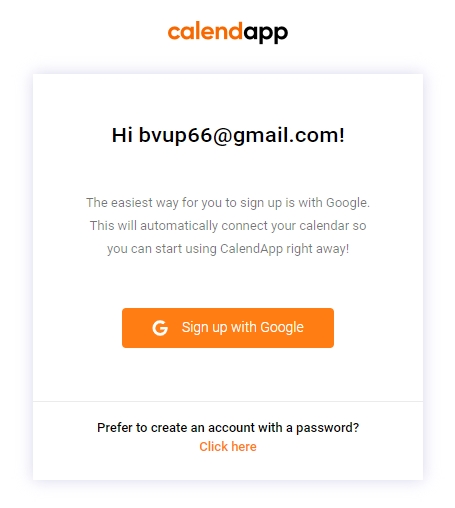 calendapp
Hi bvup66@gmail.com!
The easiest way for you to sign up is with Google.
This will automatically connect your calendar so
you can start using CalendApp right away!
Sign up with Google
Prefer to create an account with a password?
Click here